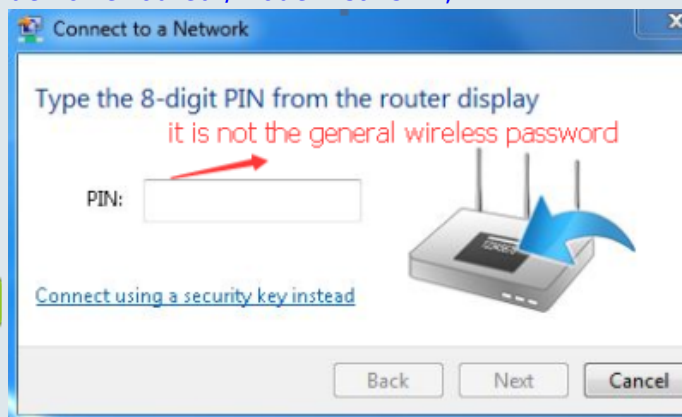 Connect to a Network
Type the 8-digit PIN from the router display
it is not the general wireless password
PIN:
Connect using a security key instead
Back
Next
Cancel